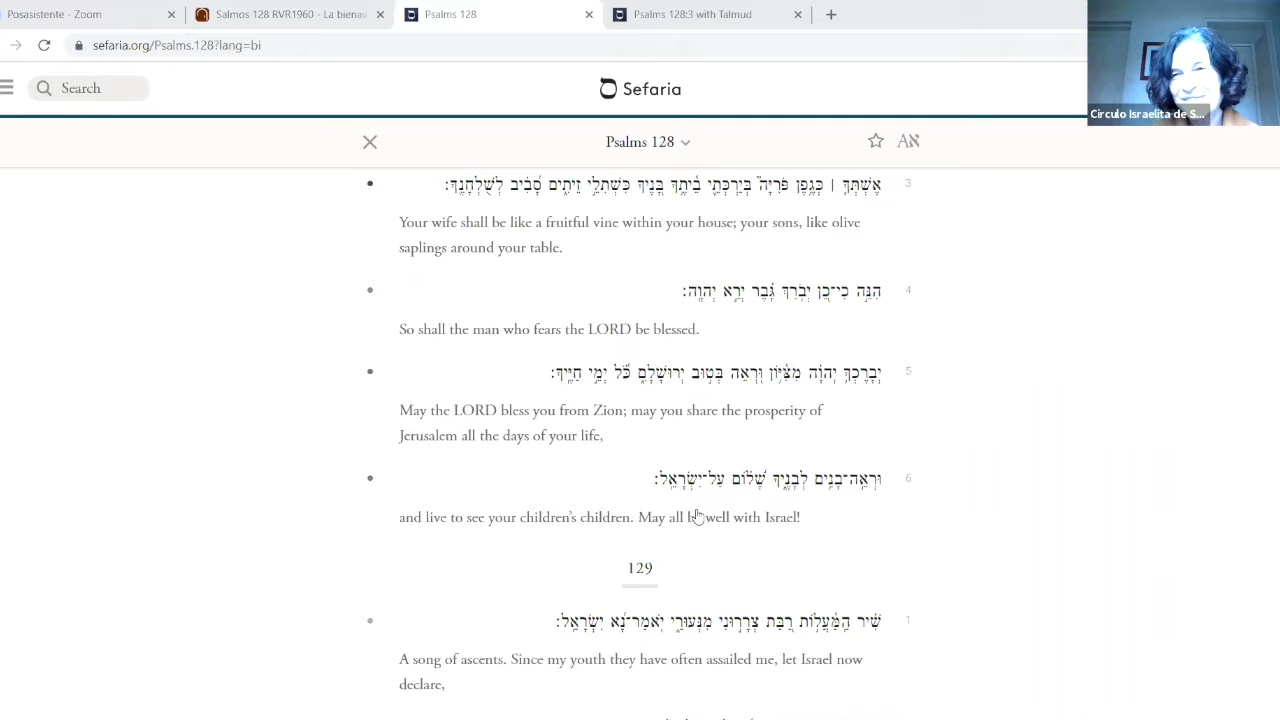 Posasistente - Zoom
Salmos 128 RVR1960 - La bienav
Psalms 128
Psalms 128:3 with Talmud
sefaria.org/Psalms.128?lang=bi
Search
Sefaria
Círculo Israelita de S...
Psalms 128
אֶשְׁתְּךָ֤ ׀ כְּגֶ֥פֶן פֹּרִיָּה֮ בְּיַרְכְּתֵ֪י בֵ֫יתֶ֥ךָ בָּ֭נֶיךָ כִּשְׁתִלֵ֣י זֵיתִ֑ים סָ֝בִ֗יב לְשֻׁלְחָנֶֽךָ׃
3
Your wife shall be like a fruitful vine within your house; your sons, like olive
saplings around your table.
הִנֵּ֣ה כִי־כֵ֭ן יְבֹ֥רַךְ גָּ֗בֶר יְרֵ֣א יְהוָֽה׃
4
So shall the man who fears the LORD be blessed.
יְבָרֶכְךָ֥ יְהוָ֗ה מִצִּ֫יּ֥וֹן וּ֭רְאֵה בְּט֣וּב יְרוּשָׁלִָ֑ם כֹּ֝֗ל יְמֵ֣י חַיֶּֽיךָ׃
5
May the LORD bless you from Zion; may you share the prosperity of
Jerusalem all the days of your life,
וּרְאֵֽה־בָנִ֥ים לְבָנֶ֑יךָ שָׁ֝ל֗וֹם עַל־יִשְׂרָאֵֽל׃
6
and live to see your children's children. May all be well with Israel!
129
שִׁ֗יר הַֽמַּ֫עֲל֥וֹת רַ֭בַּת צְרָר֣וּנִי מִנְּעוּרַ֑י יֹֽאמַר־נָ֝֗א יִשְׂרָאֵֽל׃
1
A song of ascents. Since my youth they have often assailed me, let Israel now
declare,